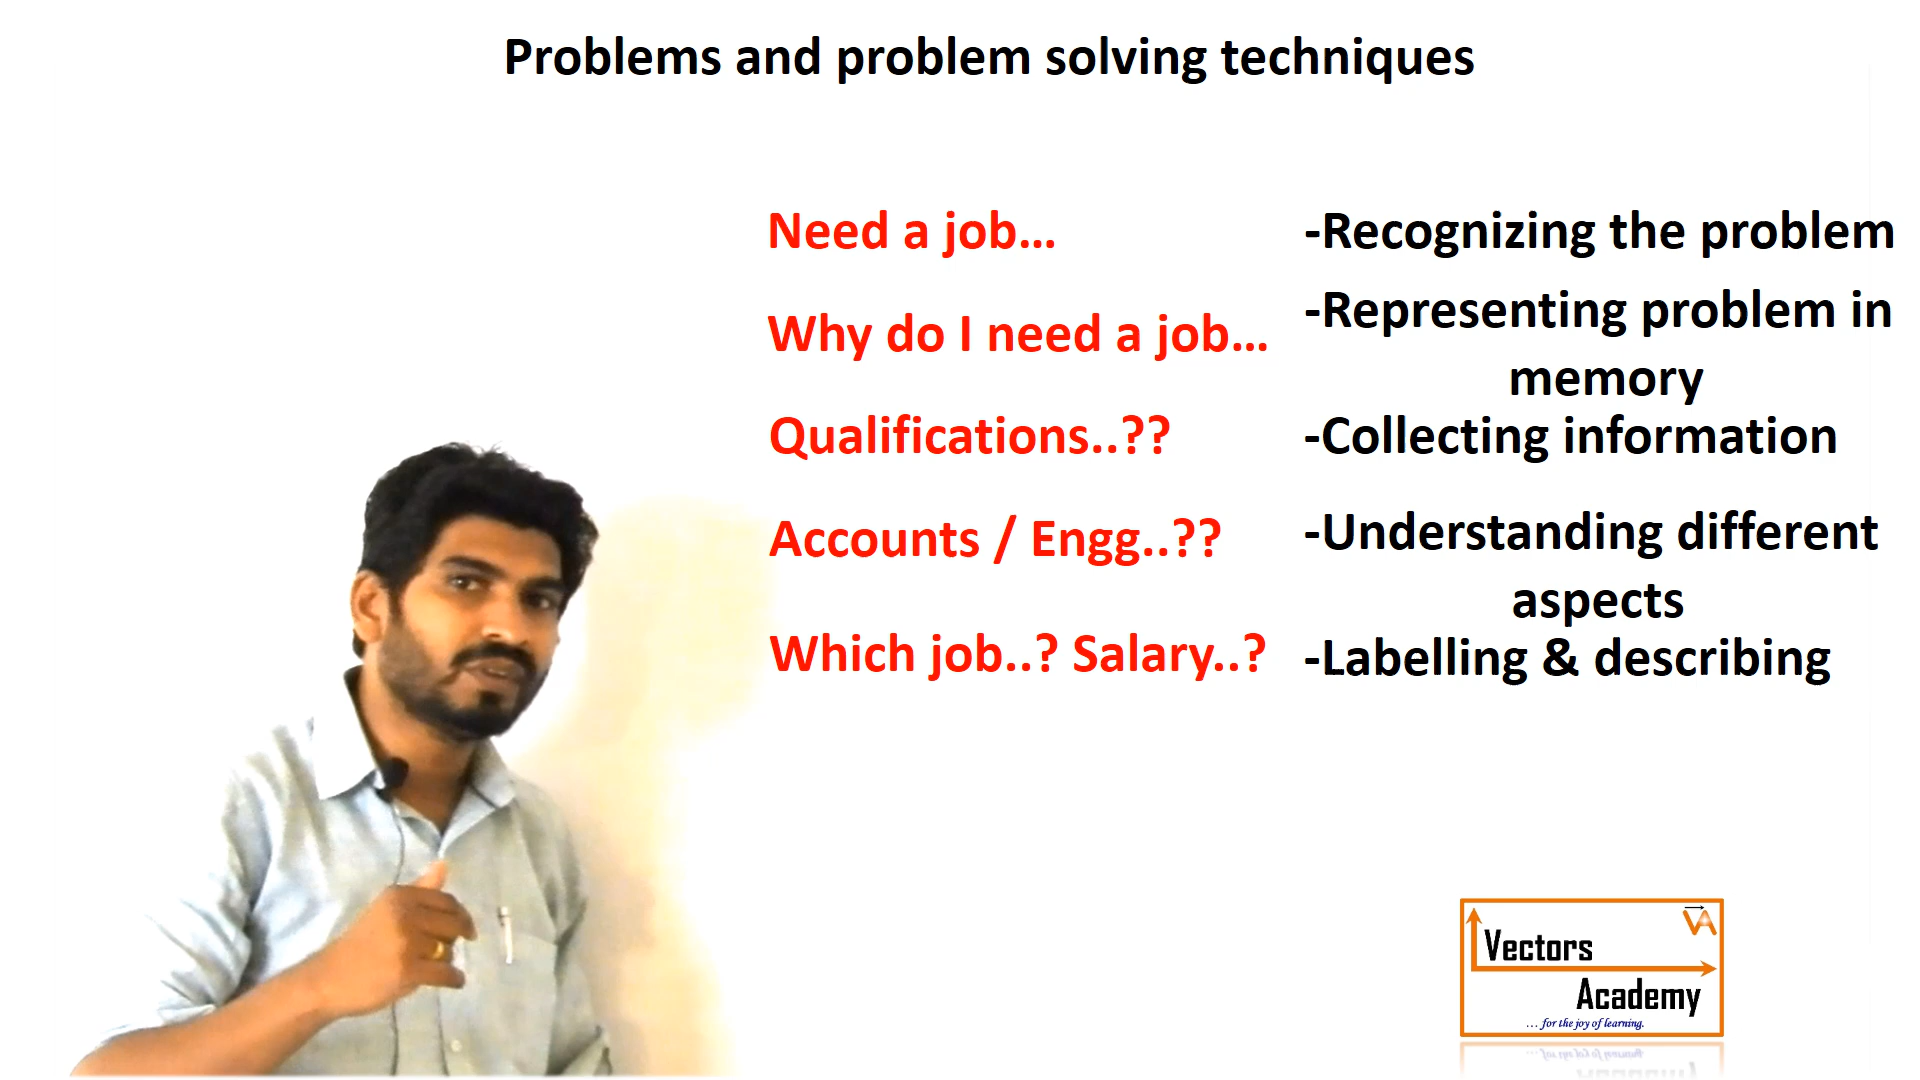 Problems and problem solving techniques
Need a job...
-Recognizing the problem
Why do I need a job...
-Representing problem in
memory
Qualifications..??
-Collecting information
Accounts / Engg..??
-Understanding different
aspects
Which job..? Salary..?
-Labelling & describing
VA
Vectors
Academy
... for the joy of learning.